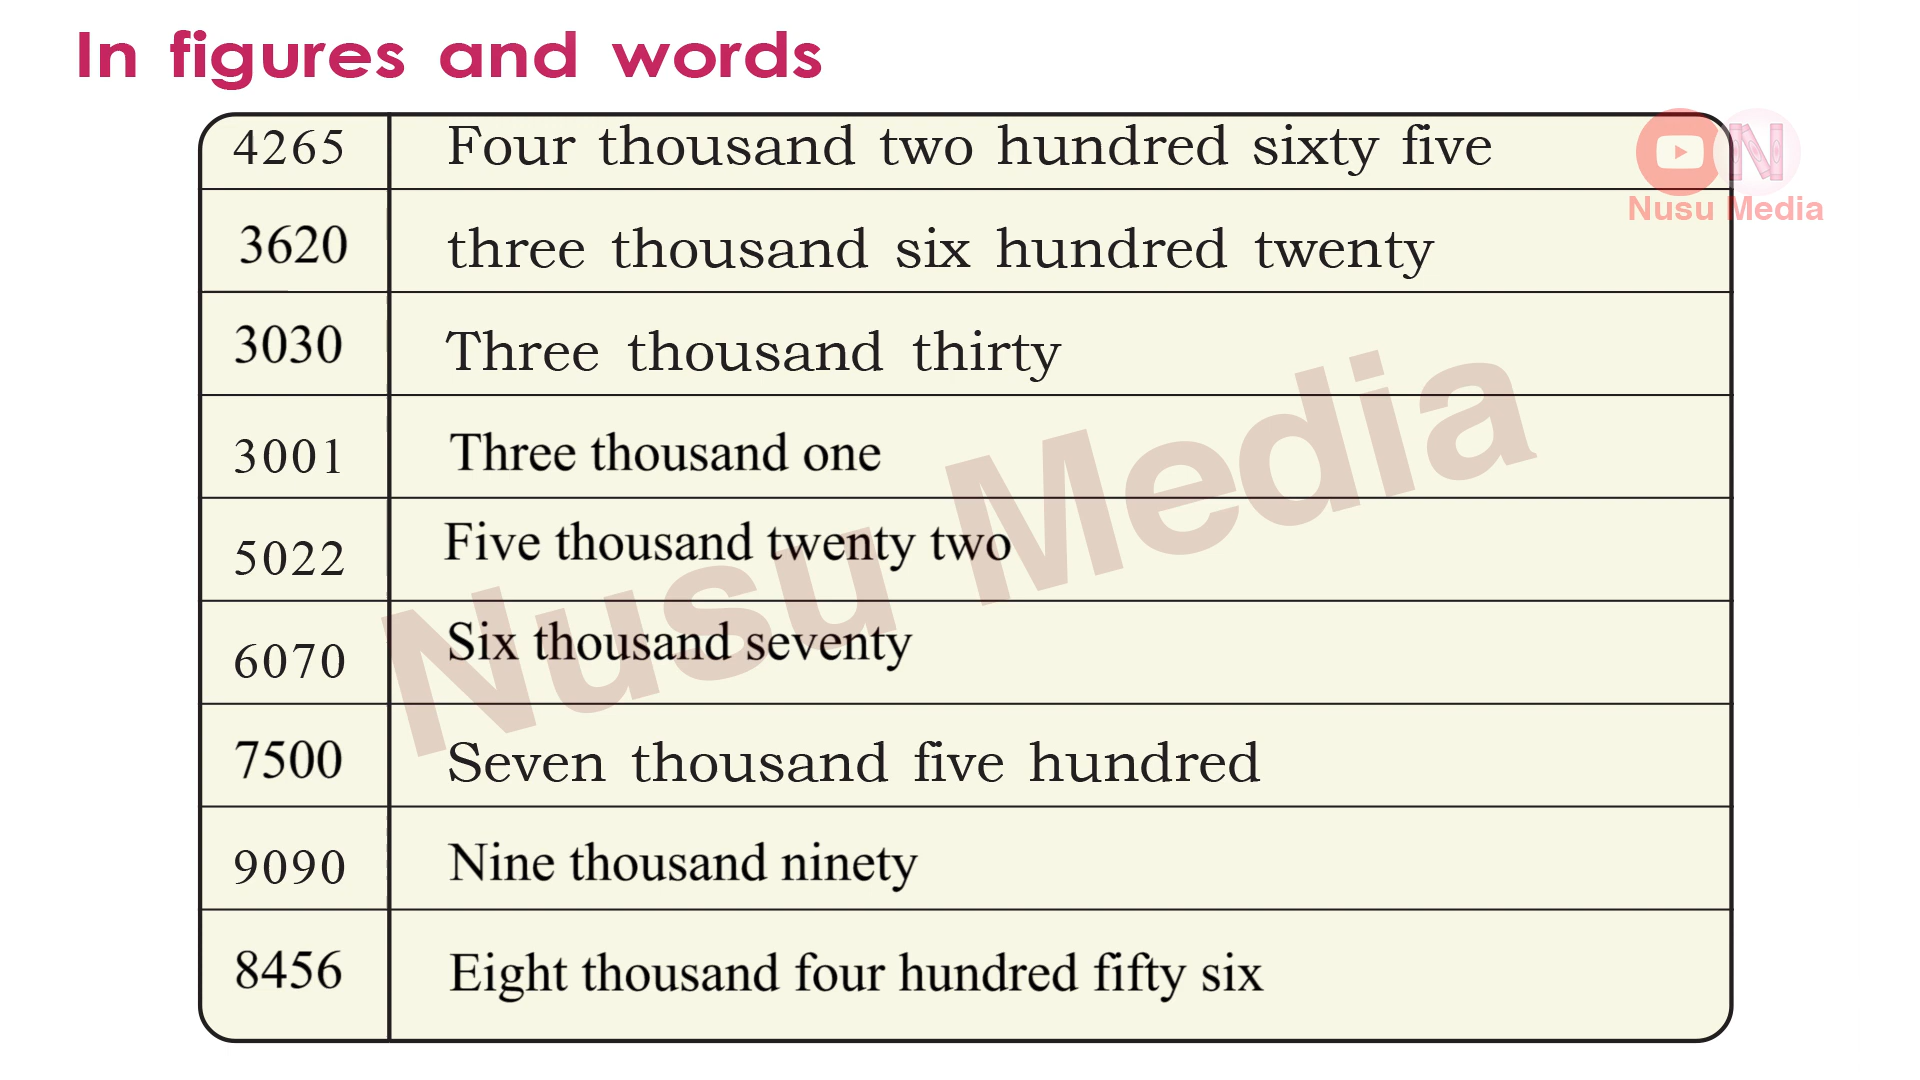 In figures and words
4265 Four thousand two hundred sixty five
3620 three thousand six hundred twenty
3030 Three thousand thirty
3001 Three thousand one
5022 Five thousand twenty two
6070 Six thousand seventy
7500 Seven thousand five hundred
9090 Nine thousand ninety
8456 Eight thousand four hundred fifty six
N
Nusu Media
Nusu Media